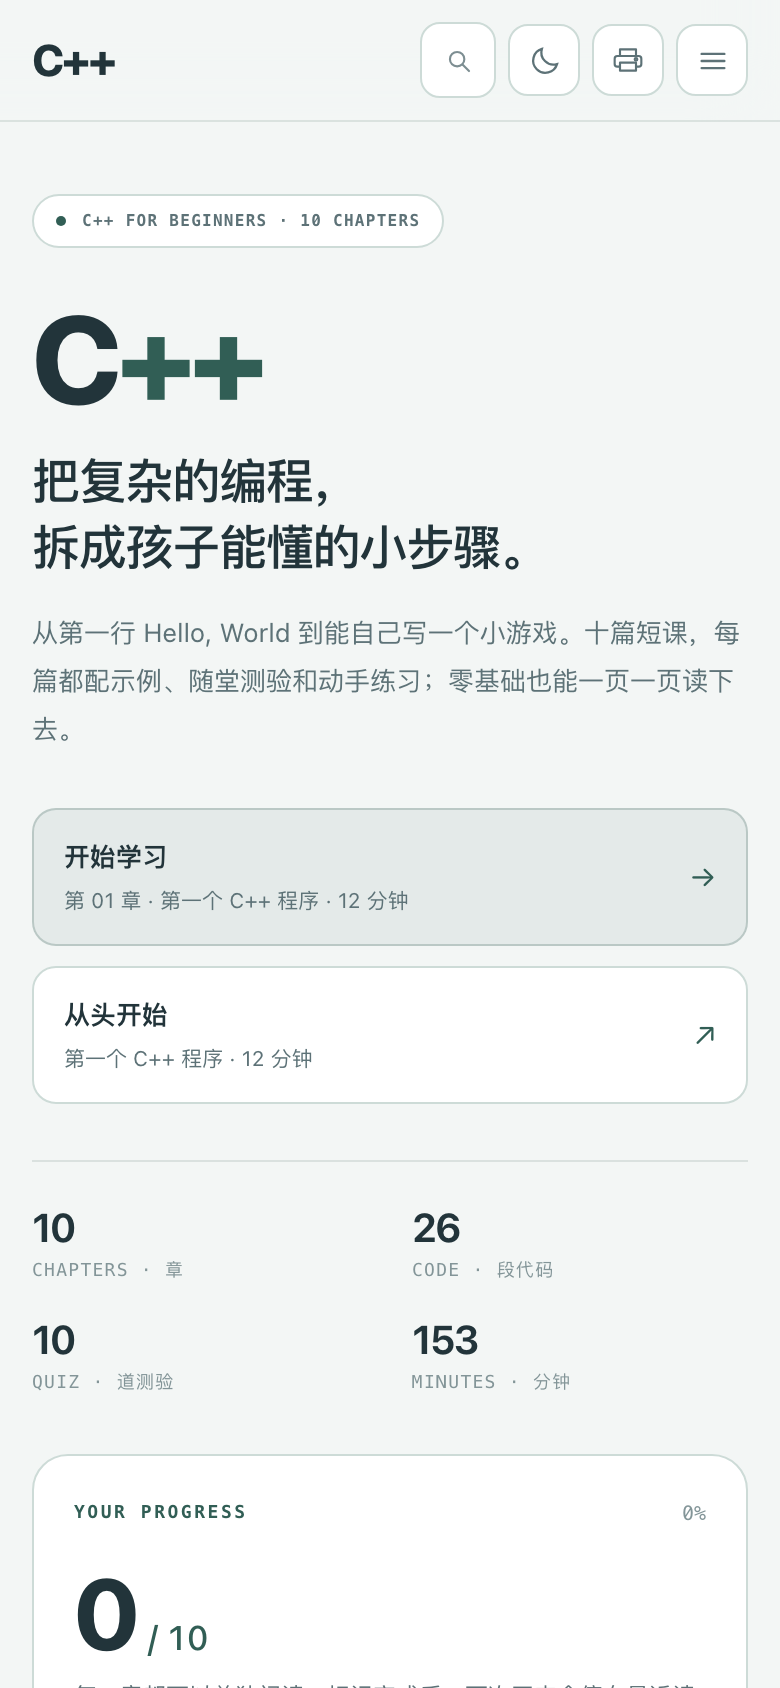 C++
C++ FOR BEGINNERS · 10 CHAPTERS
C++
把复杂的编程，
拆成孩子能懂的小步骤。
从第一行 Hello, World 到能自己写一个小游戏。十篇短课，每
篇都配示例、随堂测验和动手练习；零基础也能一页一页读下
去。
开始学习
第 01 章 · 第一个 C++ 程序 · 12 分钟
从头开始
第一个 C++ 程序 · 12 分钟
10
CHAPTERS · 章
26
CODE · 段代码
10
QUIZ · 道测验
153
MINUTES · 分钟
YOUR PROGRESS
0%
0 / 10